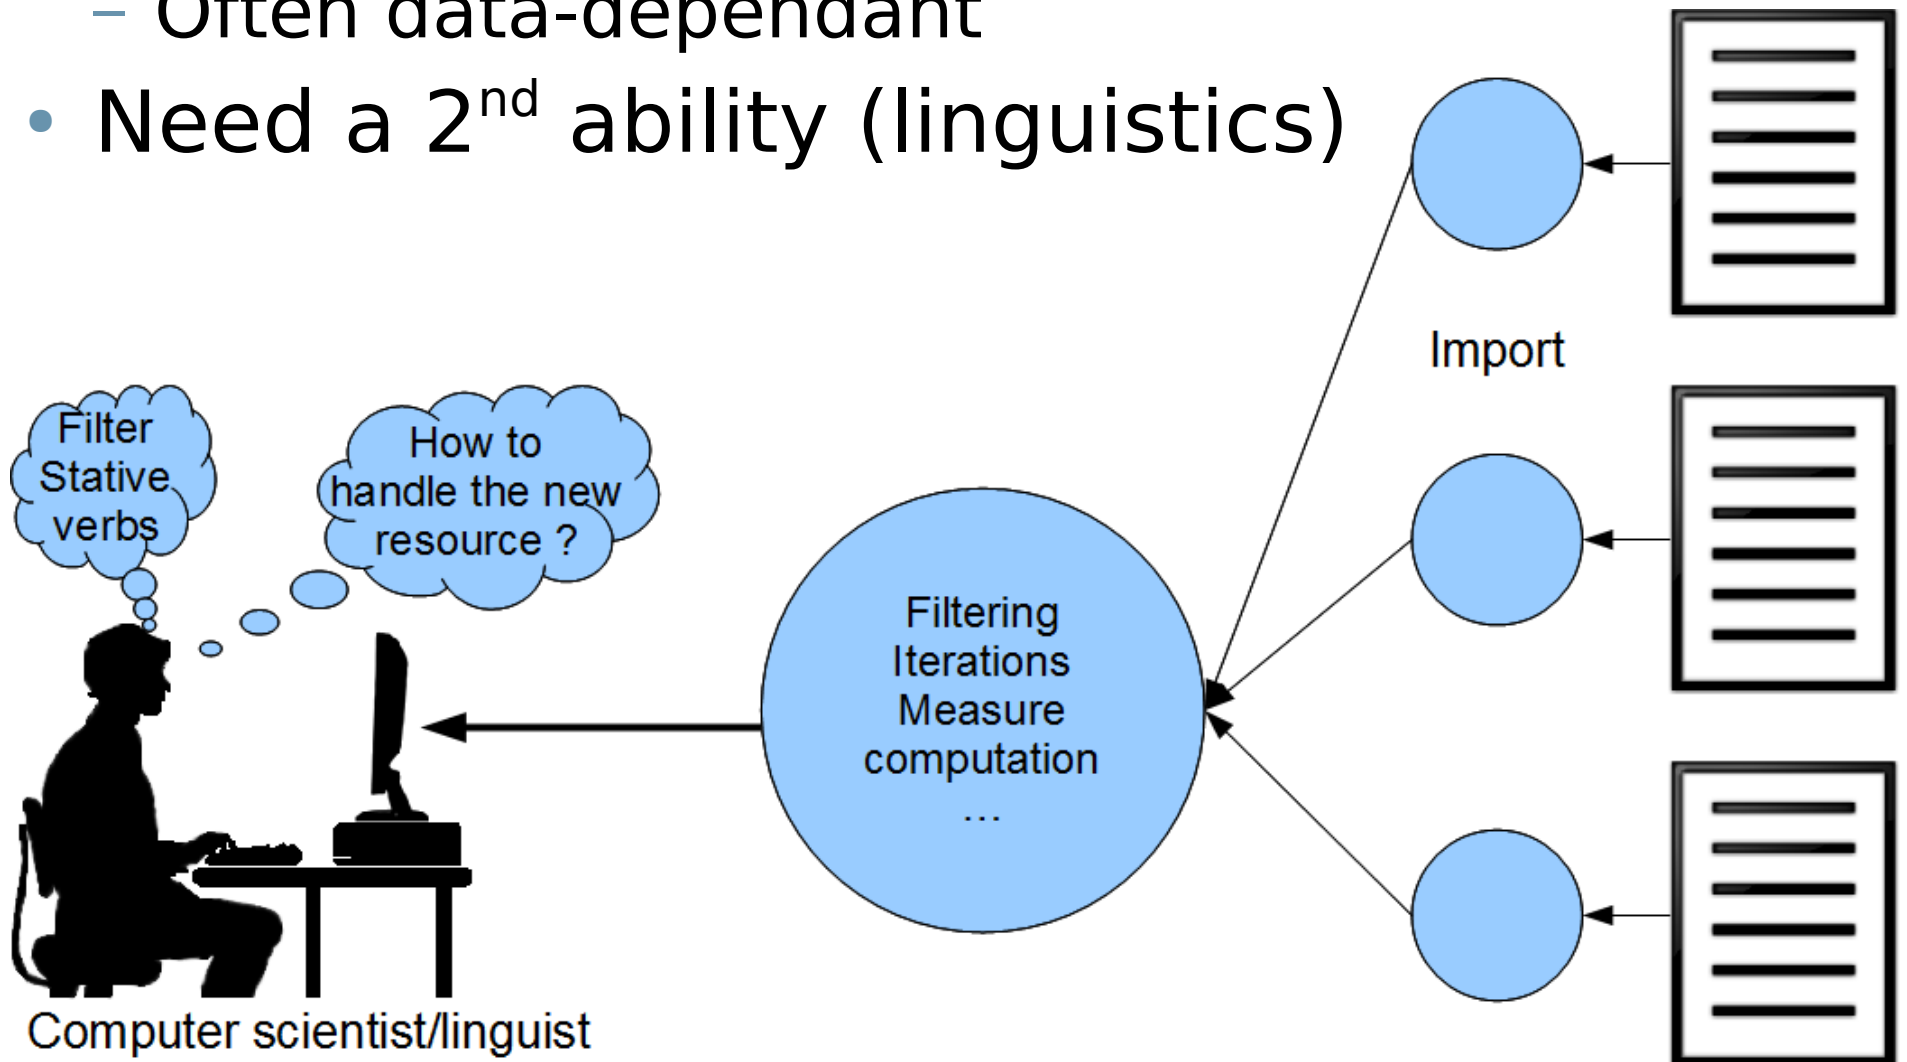 – Often data-dependant
• Need a 2nd ability (linguistics)
Import
Filter
Stative
verbs
How to
handle the new
resource ?
Filtering
Iterations
Measure
computation
...
Computer scientist/linguist